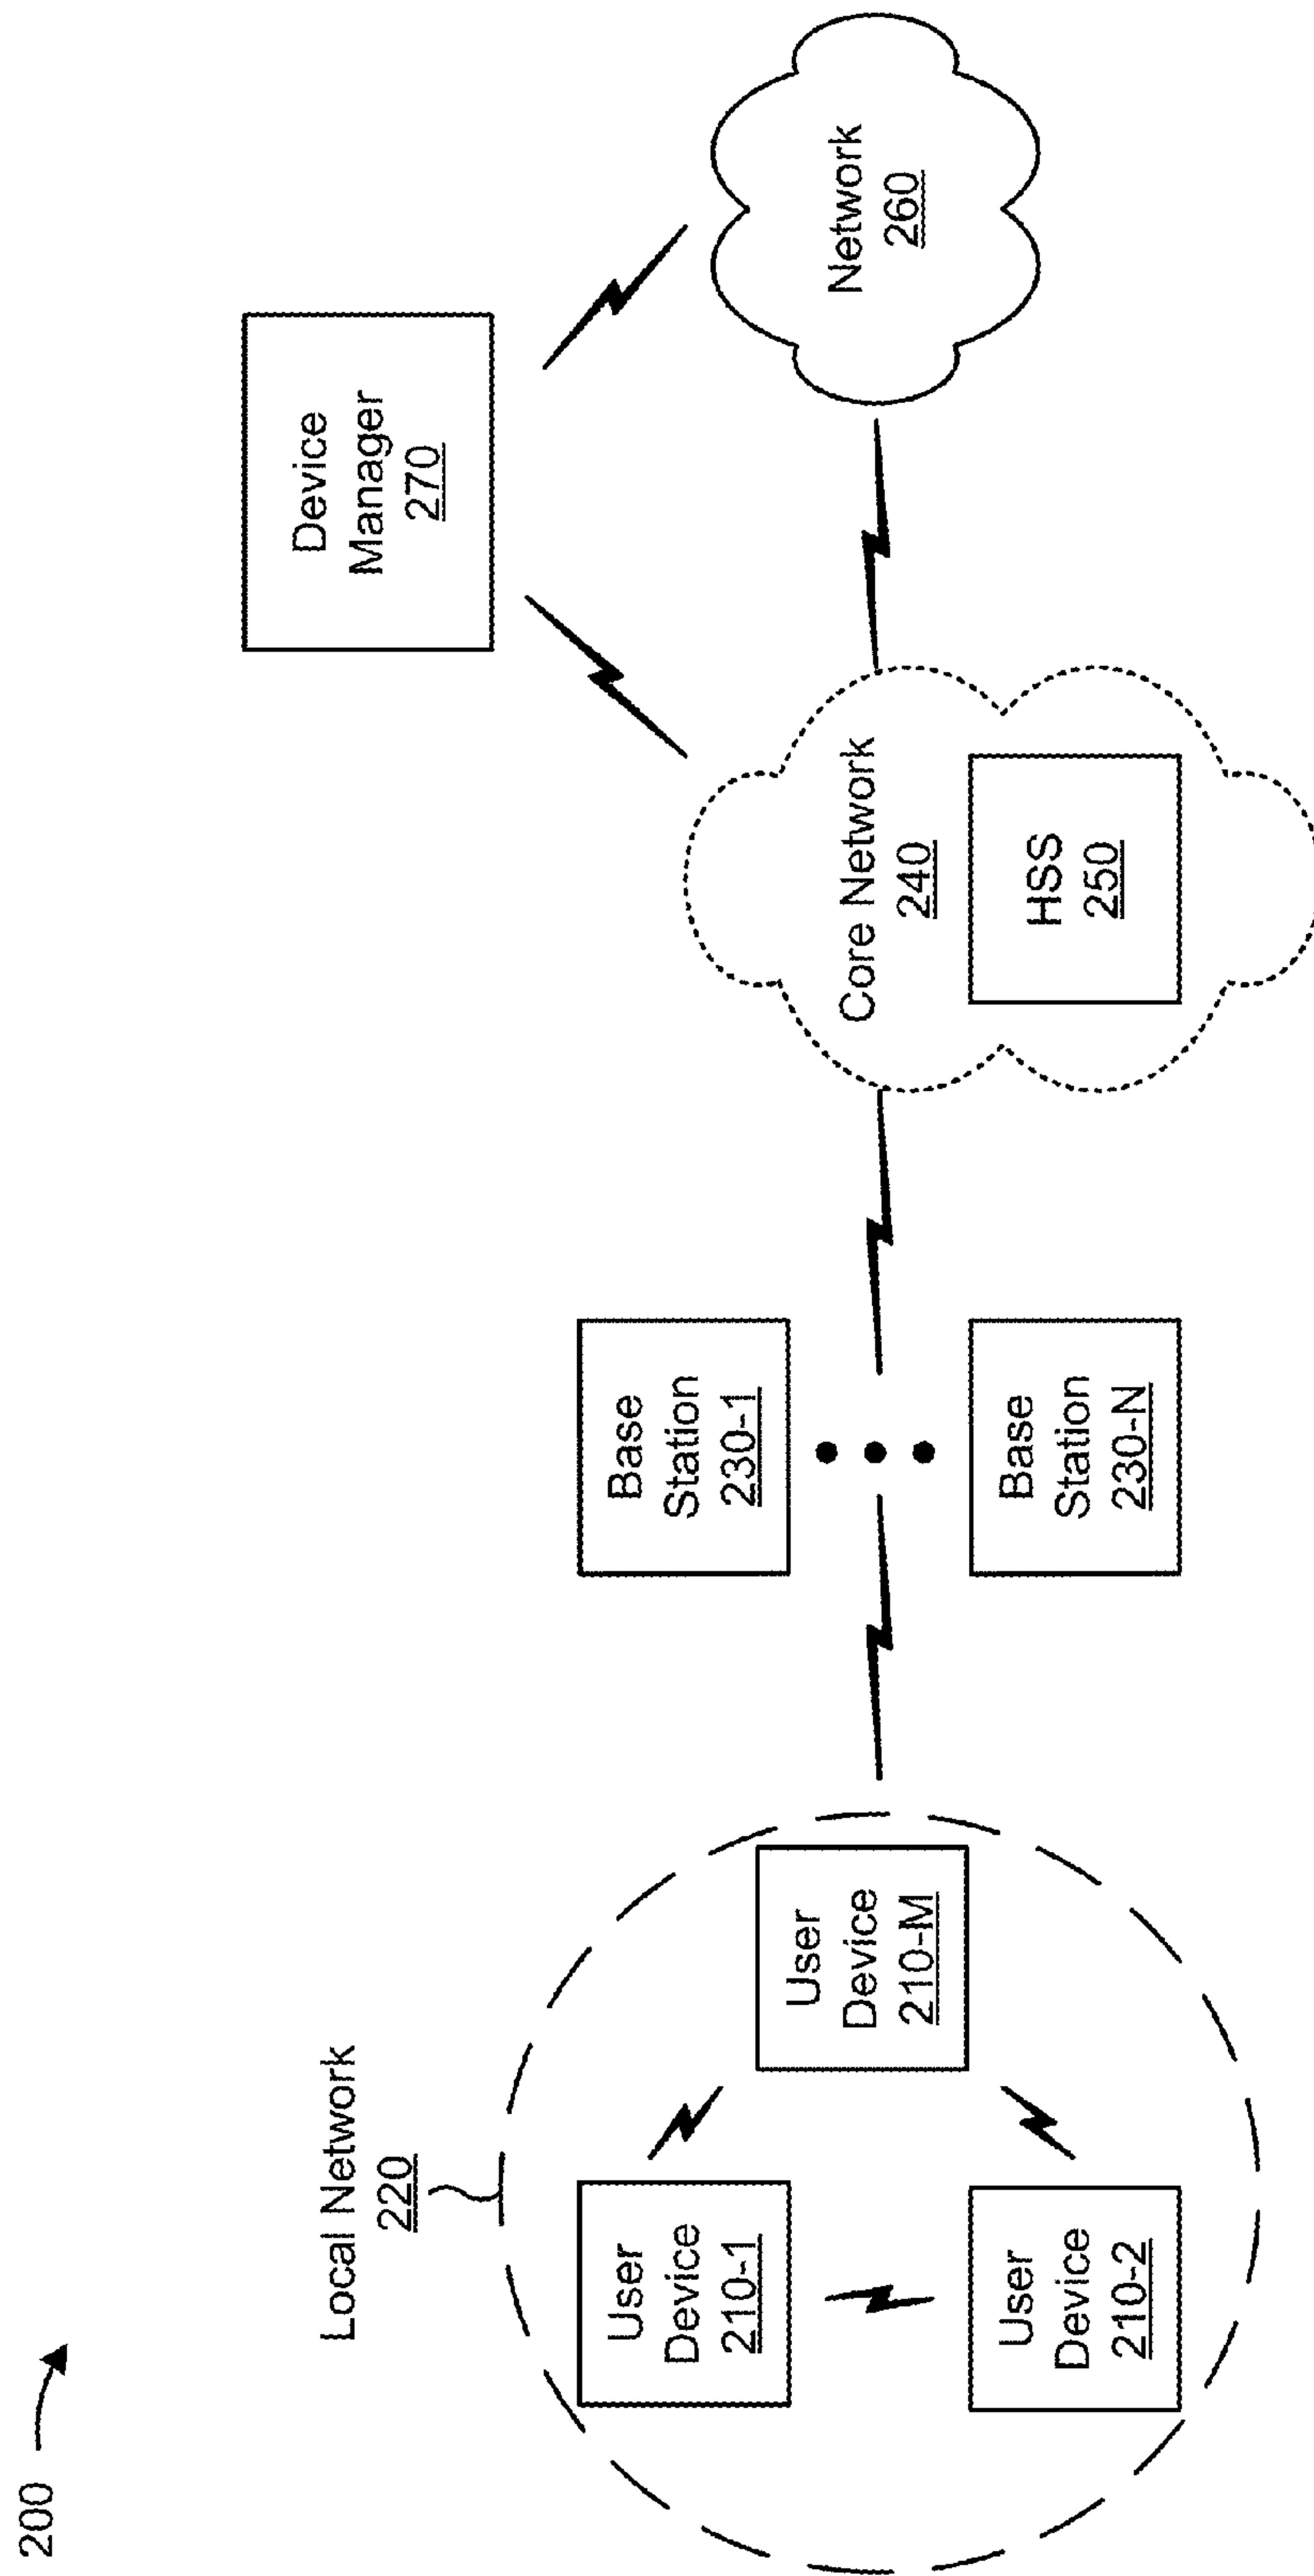 200
Local Network
220
User
Device
210-1
User
Device
210-2
User
Device
210-M
Base
Station
230-1
Base
Station
230-N
Core Network
240
HSS
250
Device
Manager
270
Network
260